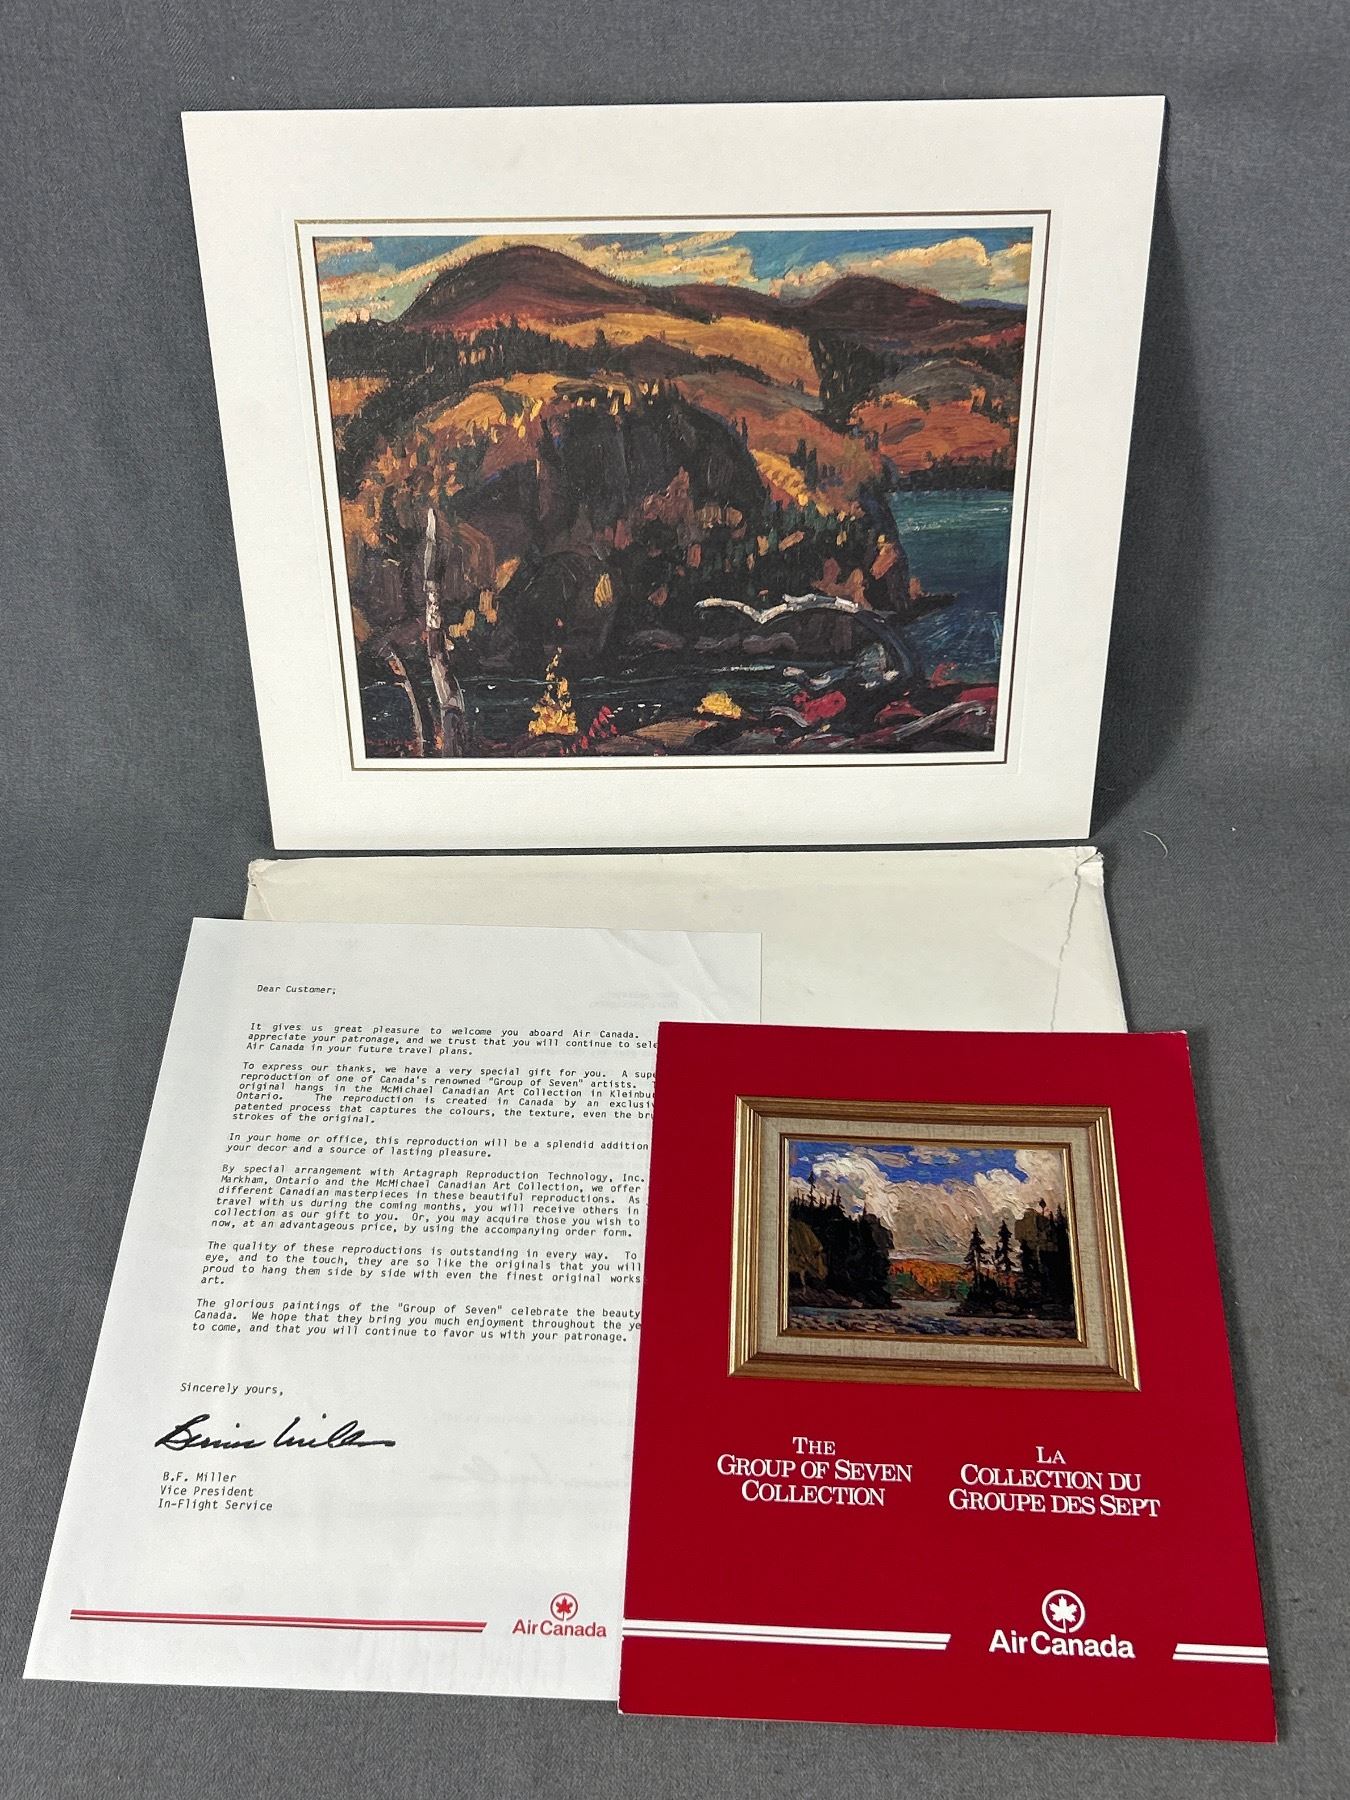 Dear Customer;
It gives us great pleasure to welcome you aboard Air Canada.
appreciate your patronage, and we trust that you will continue to sele
Air Canada in your future travel plans.
To express our thanks, we have a very special gift for you. A supe
reproduction of one of Canada's renowned "Group of Seven" artists. T
original hangs in the McMichael Canadian Art Collection in Kleinbu
Ontario. The reproduction is created in Canada by an exclusiv
patented process that captures the colours, the texture, even the bru
strokes of the original.
In your home or office, this reproduction will be a splendid addition
your decor and a source of lasting pleasure.
By special arrangement with Artagraph Reproduction Technology, Inc.
Markham, Ontario and the McMichael Canadian Art Collection, we offer
different Canadian masterpieces in these beautiful reproductions. As
travel with us during the coming months, you will receive others in
collection as our gift to you. Or, you may acquire those you wish to
now, at an advantageous price, by using the accompanying order form.
The quality of these reproductions is outstanding in every way. To
eye, and to the touch, they are so like the originals that you will
proud to hang them side by side with even the finest original works
art.
The glorious paintings of the "Group of Seven" celebrate the beauty
Canada. We hope that they bring you much enjoyment throughout the ye
to come, and that you will continue to favor us with your patronage.
Sincerely yours,
B.F. Miller
Vice President
In-Flight Service
Air Canada
THE
GROUP OF SEVEN
COLLECTION
LA
COLLECTION DU
GROUPE DES SEPT
Air Canada